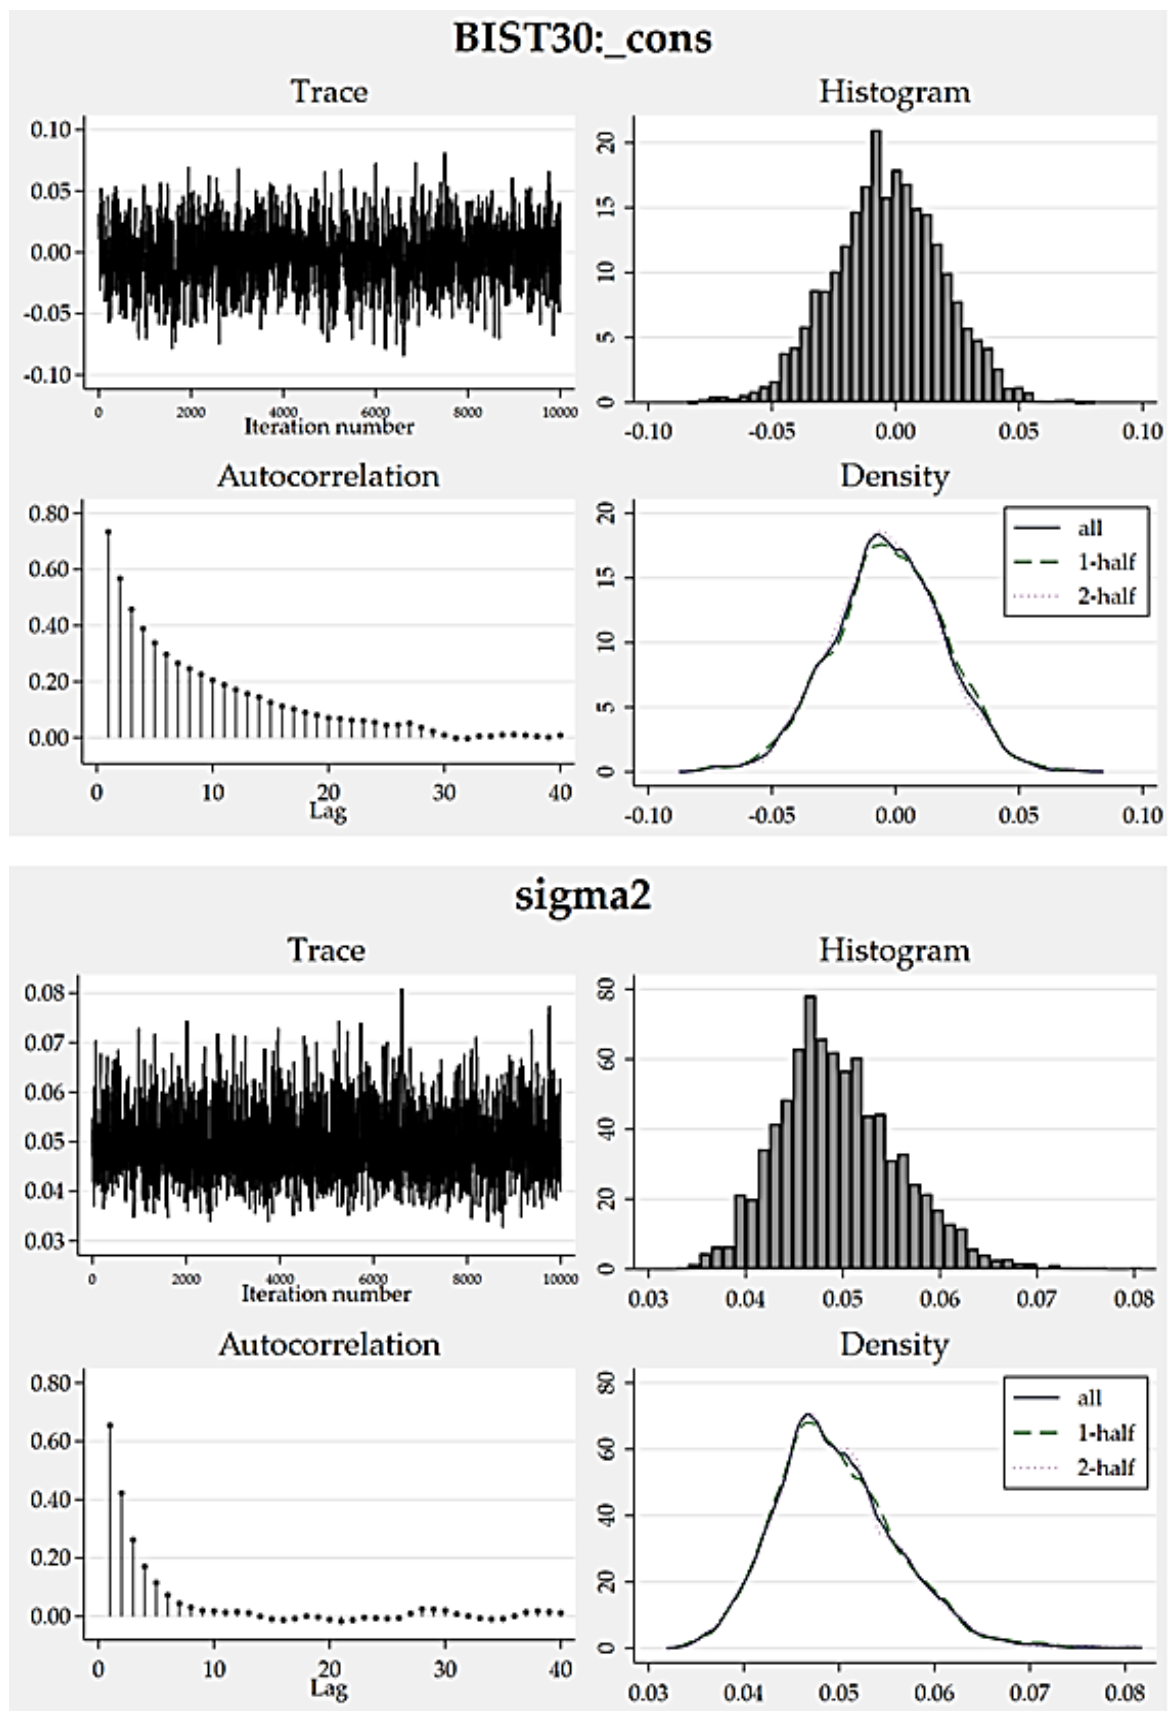 BIST30:_cons
Trace
0.10
0.05
0.00
-0.05
-0.10
0 2000 4000 6000 8000 10000
Iteration number
Histogram
20
15
10
5
0
-0.10 -0.05 0.00 0.05 0.10
Autocorrelation
0.80
0.60
0.40
0.20
0.00
0 10 20 30 40
Lag
Density
20
15
10
5
0
-0.10 -0.05 0.00 0.05 0.10
all
1-half
2-half
sigma2
Trace
0.08
0.07
0.06
0.05
0.04
0.03
0 2000 4000 6000 8000 10000
Iteration number
Histogram
80
60
40
20
0
0.03 0.04 0.05 0.06 0.07 0.08
Autocorrelation
0.80
0.60
0.40
0.20
0.00
0 10 20 30 40
Lag
Density
80
60
40
20
0
0.03 0.04 0.05 0.06 0.07 0.08
all
1-half
2-half